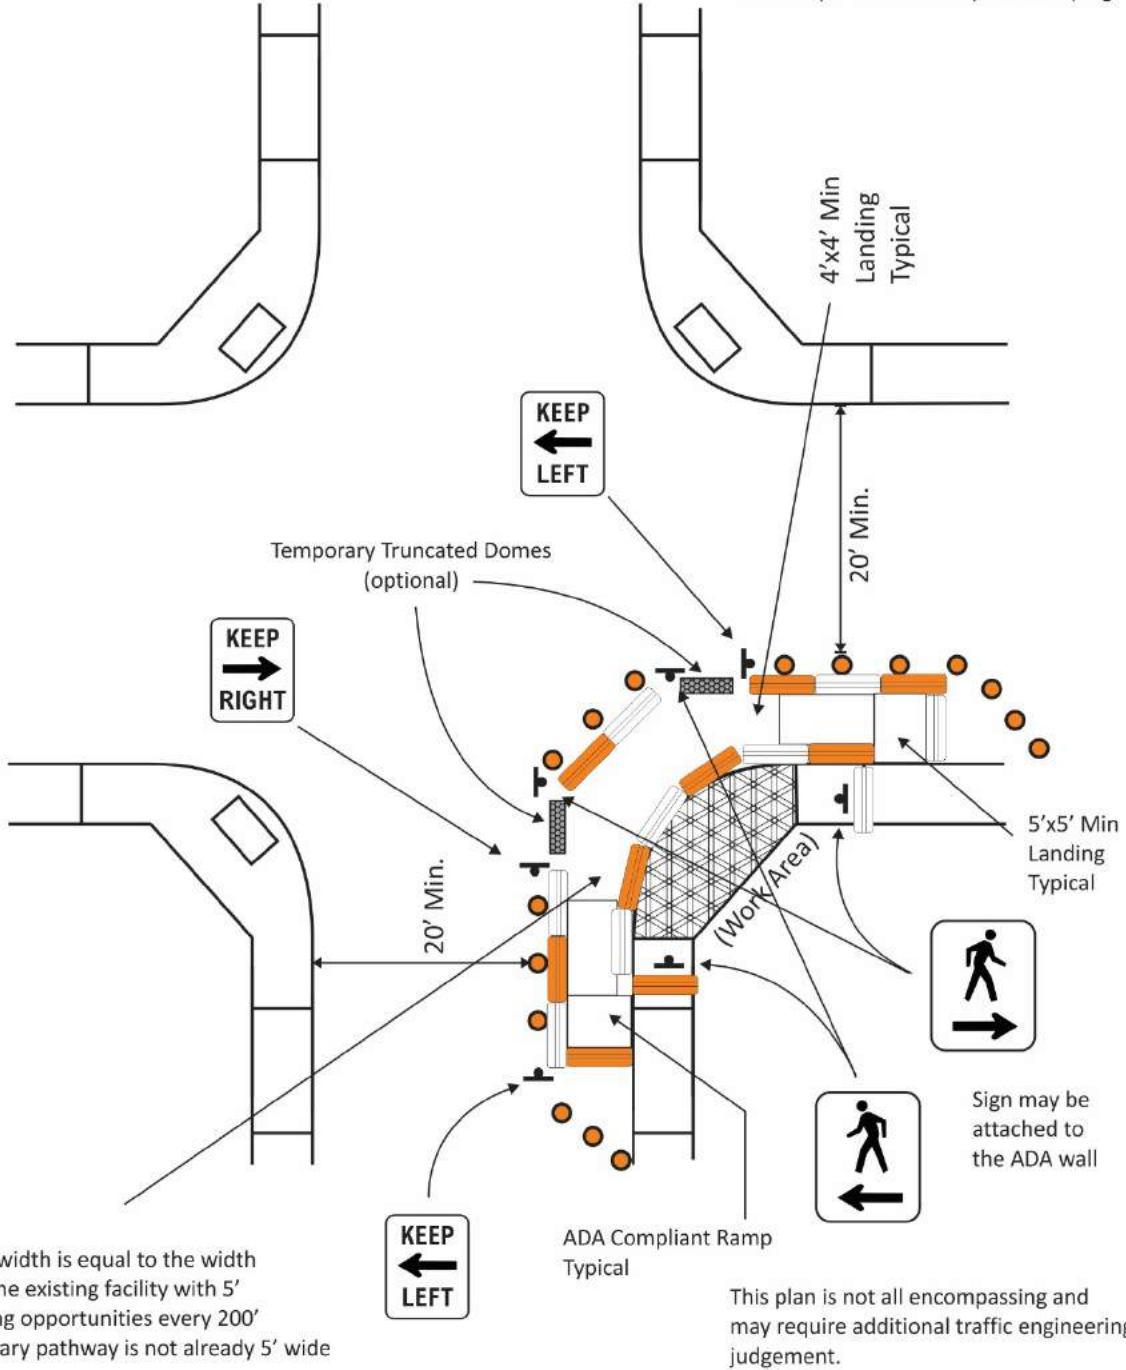 4'x4' Min
Landing
Typical
KEEP
LEFT
20' Min.
Temporary Truncated Domes
(optional)
KEEP
RIGHT
5'x5' Min
Landing
Typical
(Work Area)
20' Min.
Sign may be
attached to
the ADA wall
KEEP
LEFT
ADA Compliant Ramp
Typical
width is equal to the width
existing facility with 5'
opportunities every 200'
pathway is not already 5' wide
This plan is not all encompassing and
may require additional traffic engineering
judgement.